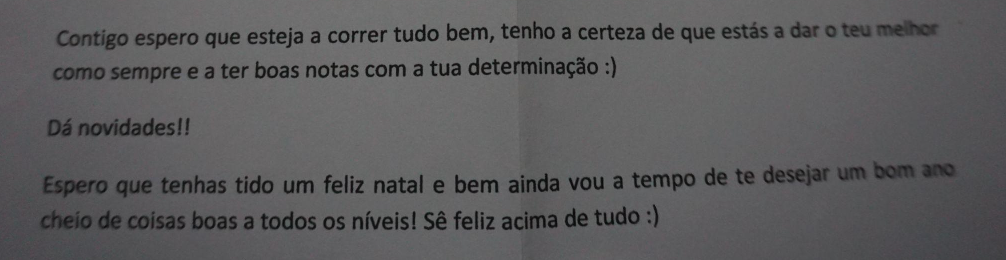 Contigo espero que esteja a correr tudo bem, tenho a certeza de que estás a dar o teu melhor
como sempre e a ter boas notas com a tua determinação :)
Dá novidades!!
Espero que tenhas tido um feliz natal e bem ainda vou a tempo de te desejar um bom ano
cheio de coisas boas a todos os níveis! Sê feliz acima de tudo :)